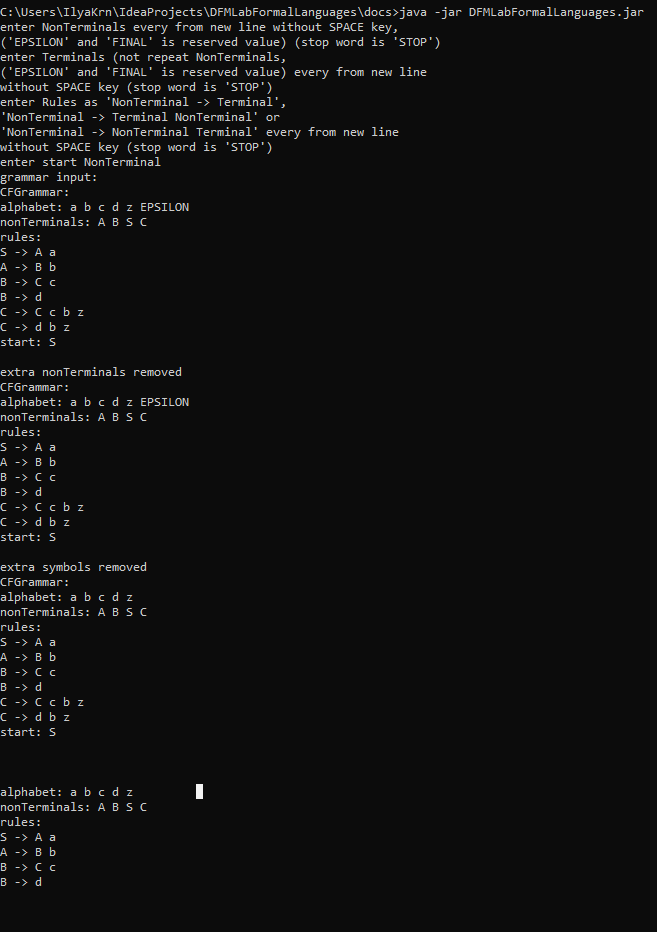 C:\Users\IlyaKrn\IdeaProjects\DFMLabFormalLanguages\docs>java -jar DFMLabFormalLanguages.jar
enter NonTerminals every from new line without SPACE key,
('EPSILON' and 'FINAL' is reserved value) (stop word is 'STOP')
enter Terminals (not repeat NonTerminals,
('EPSILON' and 'FINAL' is reserved value) every from new line
without SPACE key (stop word is 'STOP')
enter Rules as 'NonTerminal -> Terminal',
'NonTerminal -> Terminal NonTerminal' or
'NonTerminal -> NonTerminal Terminal' every from new line
without SPACE key (stop word is 'STOP')
enter start NonTerminal
grammar input:
CFGrammar:
alphabet: a b c d z EPSILON
nonTerminals: A B S C
rules:
S -> A a
A -> B b
B -> C c
B -> d
C -> C c b z
C -> d b z
start: S
extra nonTerminals removed
CFGrammar:
alphabet: a b c d z EPSILON
nonTerminals: A B S C
rules:
S -> A a
A -> B b
B -> C c
B -> d
C -> C c b z
C -> d b z
start: S
extra symbols removed
CFGrammar:
alphabet: a b c d z
nonTerminals: A B S C
rules:
S -> A a
A -> B b
B -> C c
B -> d
C -> C c b z
C -> d b z
start: S
alphabet: a b c d z
nonTerminals: A B S C
rules:
S -> A a
A -> B b
B -> C c
B -> d